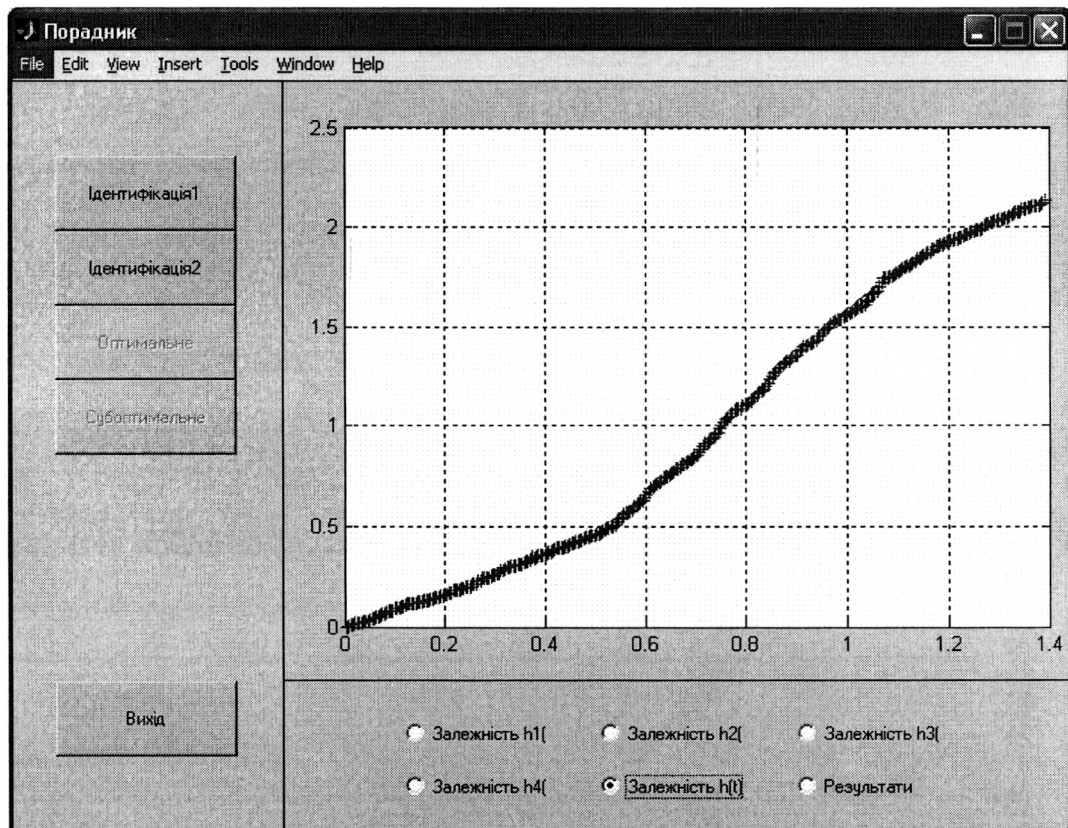 Порадник
File Edit View Insert Tools Window Help
Ідентифікація1
Ідентифікація2
Оптимальне
Субоптимальне
Вихід
2.5
2
1.5
1
0.5
0
0 0.2 0.4 0.6 0.8 1 1.2 1.4
Залежність h1( Залежність h2( Залежність h3(
Залежність h4( Залежність h(t) Результати